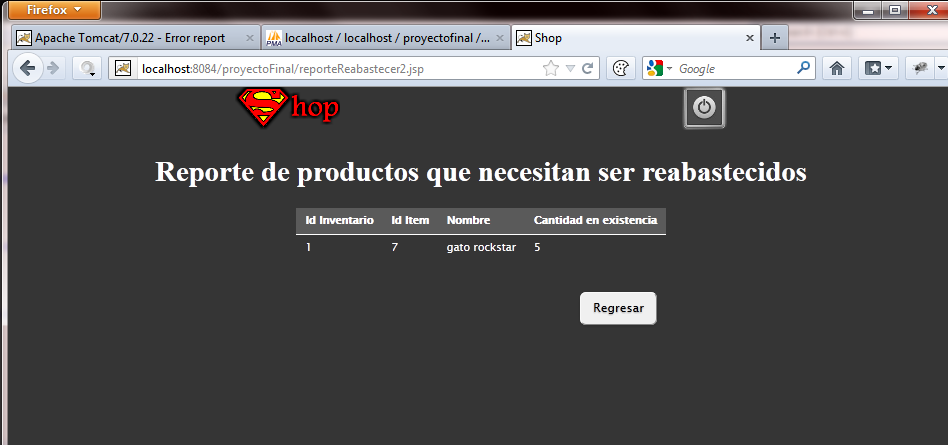 Firefox
Apache Tomcat/7.0.22 - Error report
localhost / localhost / proyectofinal /...
Shop
localhost:8084/proyectoFinal/reporteReabastecer2.jsp
Google
Shop
Reporte de productos que necesitan ser reabastecidos
Id Inventario Id Item Nombre Cantidad en existencia
1 7 gato rockstar 5
Regresar